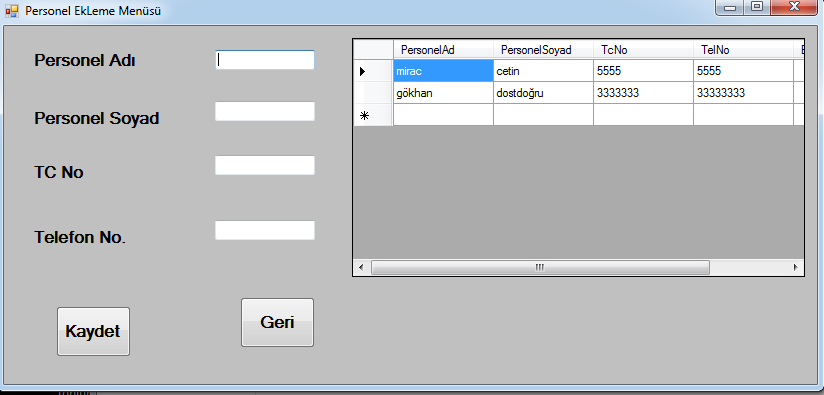 Personel EkLeme Menüsü
Personel Adı
Personel Soyad
TC No
Telefon No.
Kaydet
Geri
PersonelAd PersonelSoyad TcNo TelNo
mirac cetin 5555 5555
gökhan dostdoğru 3333333 33333333